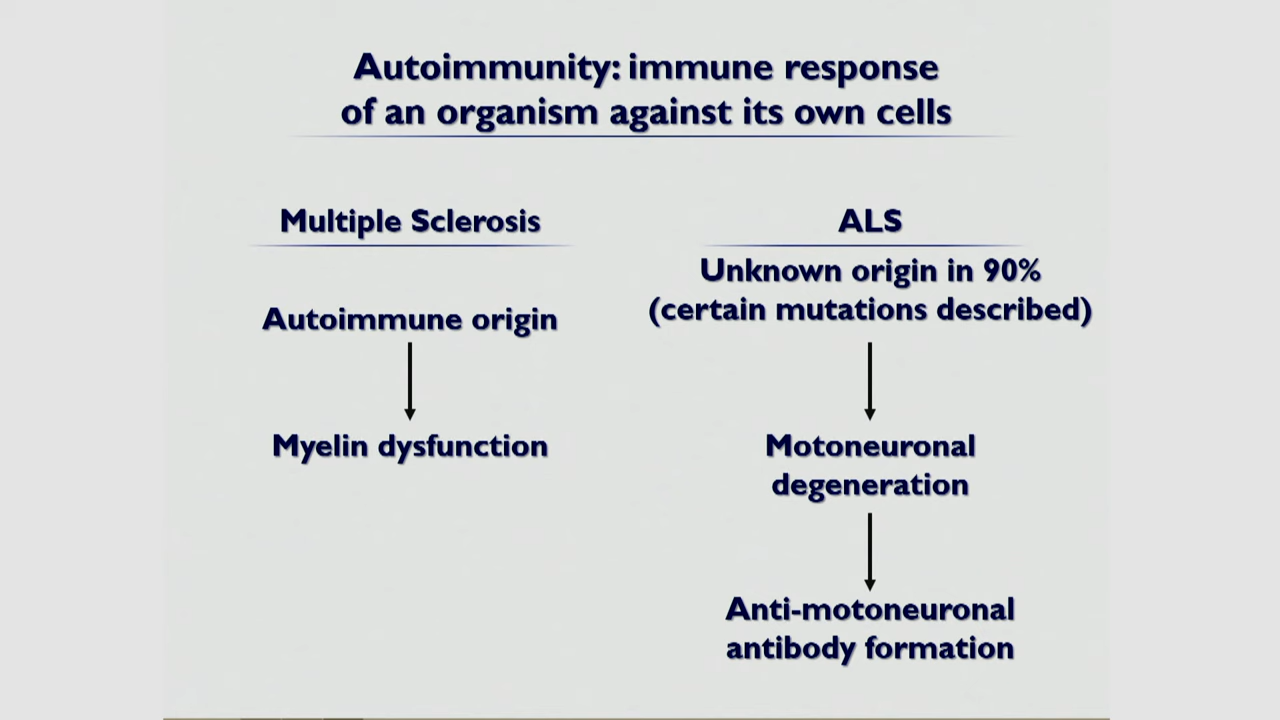 Autoimmunity: immune response
of an organism against its own cells
Multiple Sclerosis
Autoimmune origin
Myelin dysfunction
ALS
Unknown origin in 90%
(certain mutations described)
Motoneuronal
degeneration
Anti-motoneuronal
antibody formation